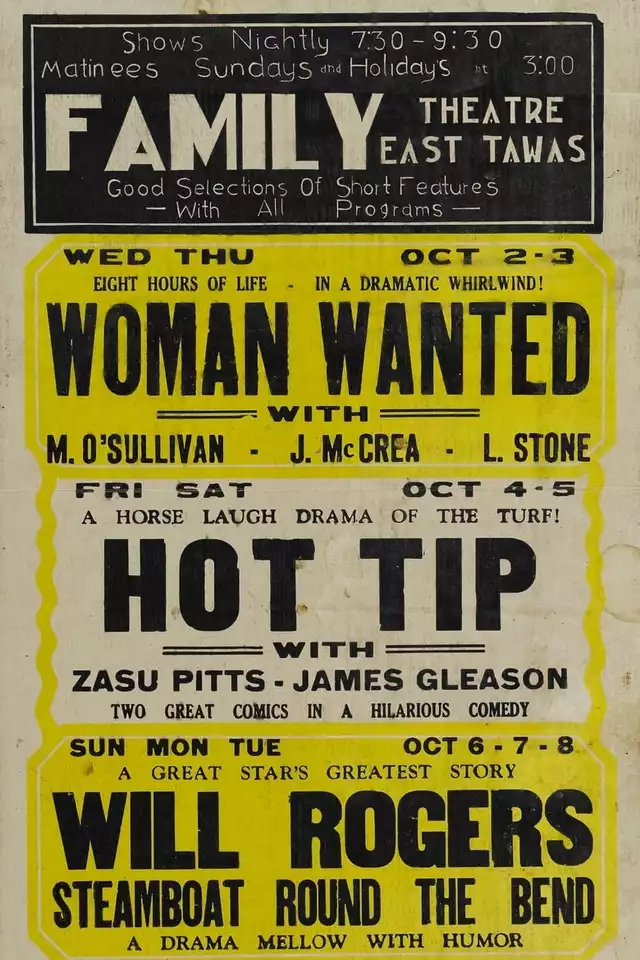 Shows Nightly 7:30 - 9:30
Matinees Sundays and Holiday's at 3:00
FAMILY THEATRE EAST TAWAS
Good Selections Of Short Features
— With All Programs —
WED THU OCT 2-3
EIGHT HOURS OF LIFE - IN A DRAMATIC WHIRLWIND!
WOMAN WANTED
WITH
M. O'SULLIVAN - J. McCREA - L. STONE
FRI SAT OCT 4-5
A HORSE LAUGH DRAMA OF THE TURF!
HOT TIP
WITH
ZASU PITTS - JAMES GLEASON
TWO GREAT COMICS IN A HILARIOUS COMEDY
SUN MON TUE OCT 6-7-8
A GREAT STAR'S GREATEST STORY
WILL ROGERS
STEAMBOAT ROUND THE BEND
A DRAMA MELLOW WITH HUMOR